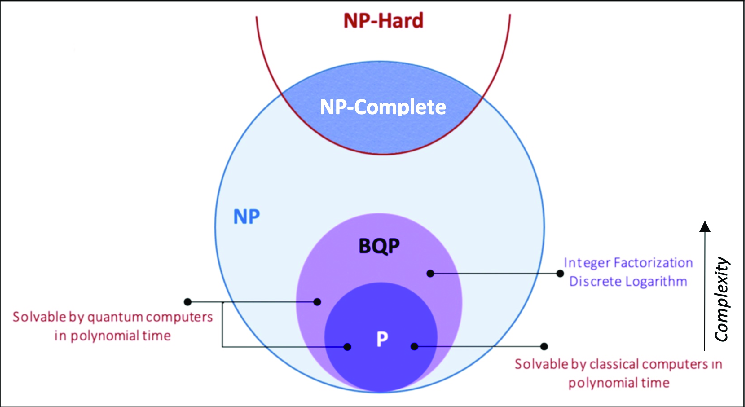 NP-Hard
NP-Complete
NP
BQP
Integer Factorization
Discrete Logarithm
Complexity
Solvable by quantum computers
in polynomial time
P
Solvable by classical computers in
polynomial time